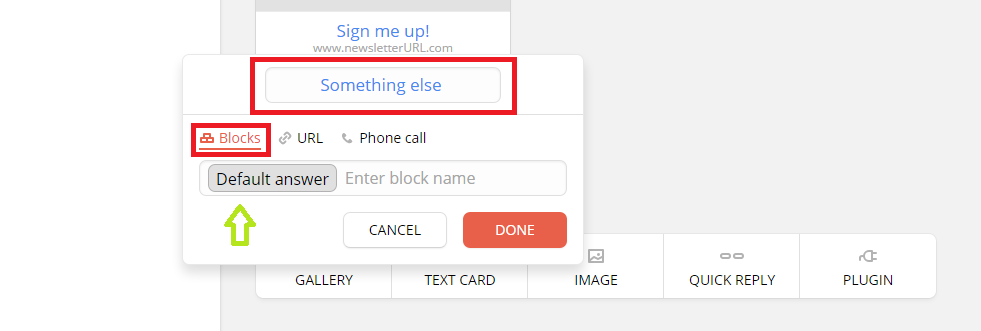 Sign me up!
www.newsletterURL.com
Something else
Blocks URL Phone call
Default answer Enter block name
CANCEL DONE
GALLERY TEXT CARD IMAGE QUICK REPLY PLUGIN